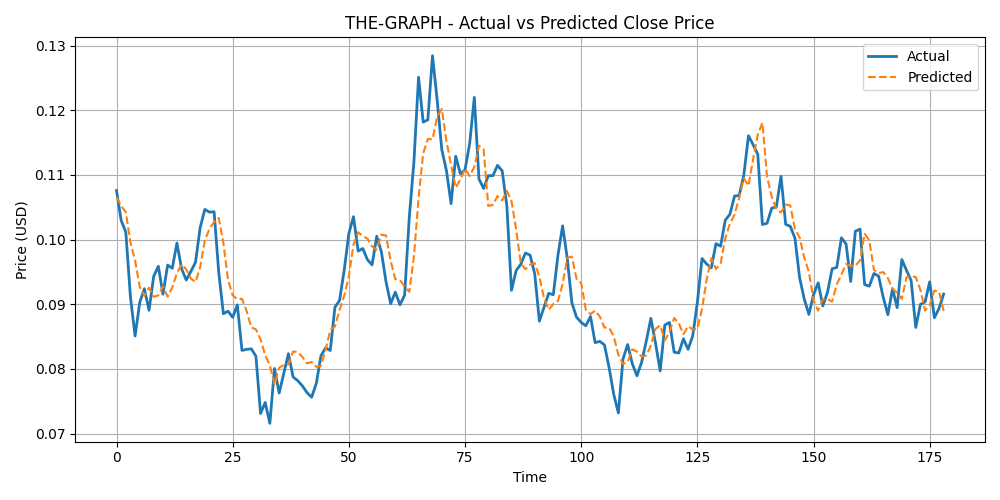 THE-GRAPH - Actual vs Predicted Close Price
Actual
Predicted
Price (USD)
0.13
0.12
0.11
0.10
0.09
0.08
0.07
0 25 50 75 100 125 150 175
Time